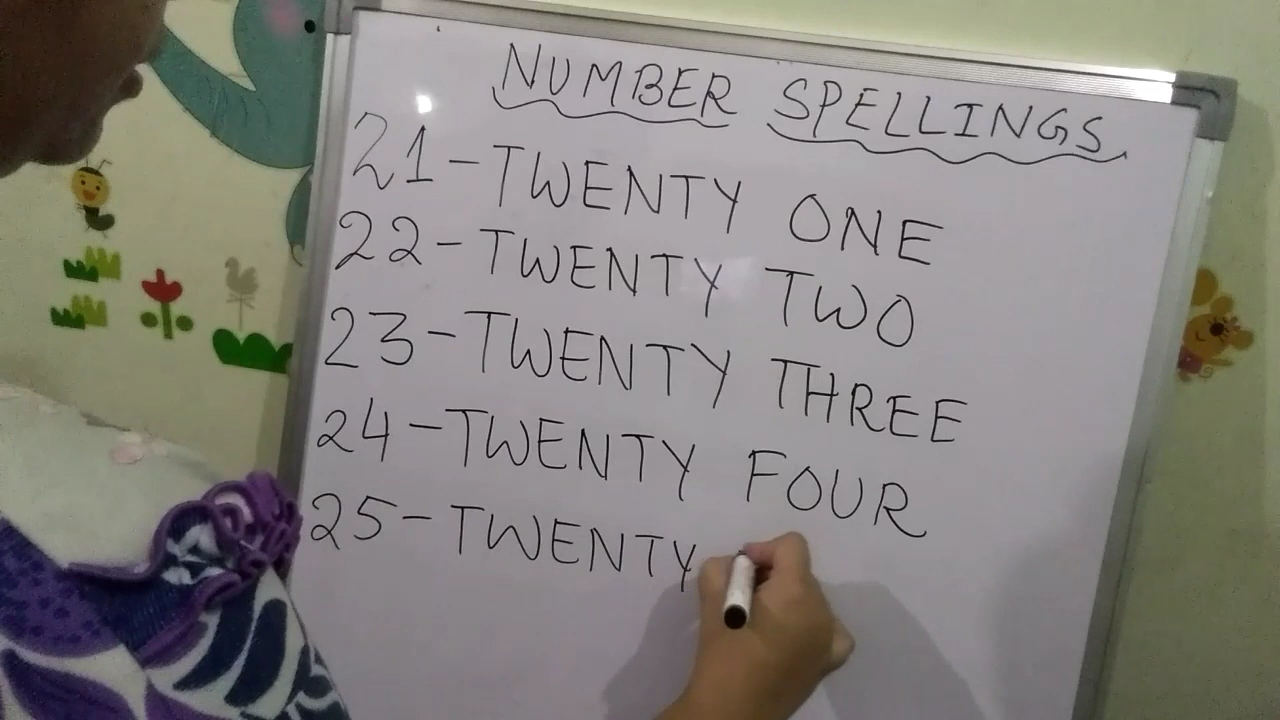 NUMBER SPELLINGS
21-TWENTY ONE
22-TWENTY TWO
23-TWENTY THREE
24-TWENTY FOUR
25-TWENTY